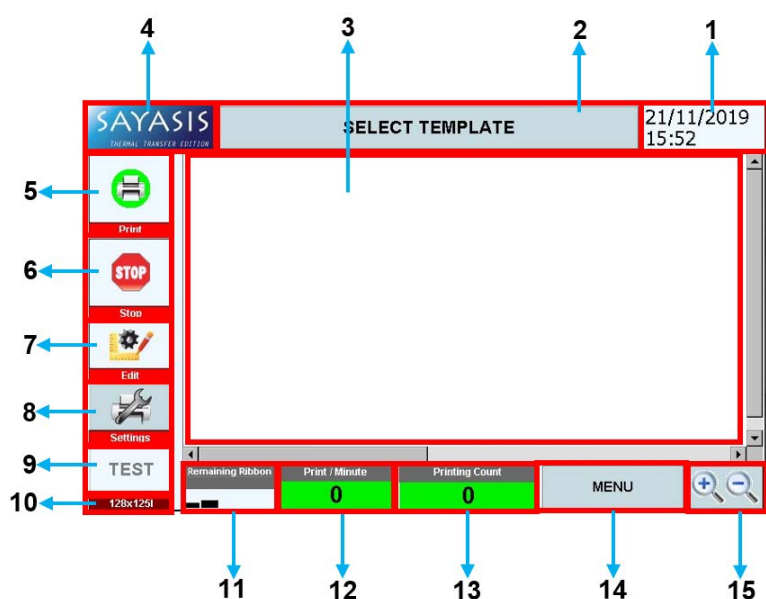 4
3
2
1
SAYASIS
THERMAL TRANSFER EDITION
SELECT TEMPLATE
21/11/2019
15:52
5
Print
6
STOP
Stop
7
Edit
8
Settings
9
TEST
10
128x125I
Remaining Ribbon
Print / Minute
0
Printing Count
0
MENU
11
12
13
14
15